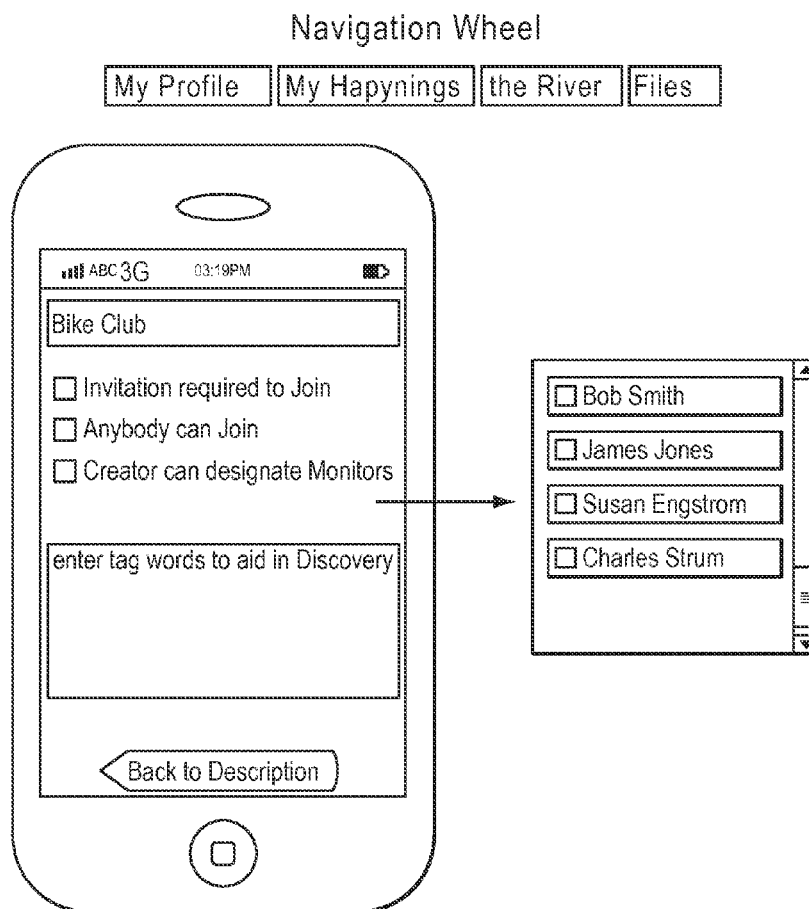 Navigation Wheel
My Profile My Hapynings the River Files
ABC 3G 03:19PM
Bike Club
Invitation required to Join
Anybody can Join
Creator can designate Monitors
enter tag words to aid in Discovery
Back to Description
Bob Smith
James Jones
Susan Engstrom
Charles Strum